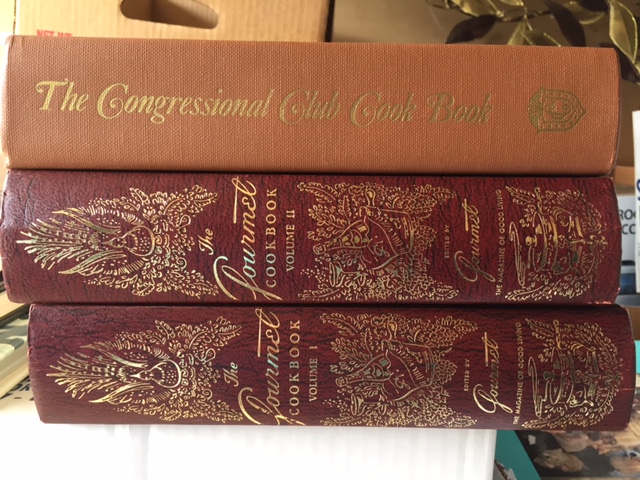 The Congressional Club Cook Book
The
Gourmet
COOKBOOK
VOLUME II
EDITED BY
Gourmet
THE MAGAZINE OF GOOD LIVING
The
Gourmet
COOKBOOK
VOLUME I
EDITED BY
Gourmet
THE MAGAZINE OF GOOD LIVING